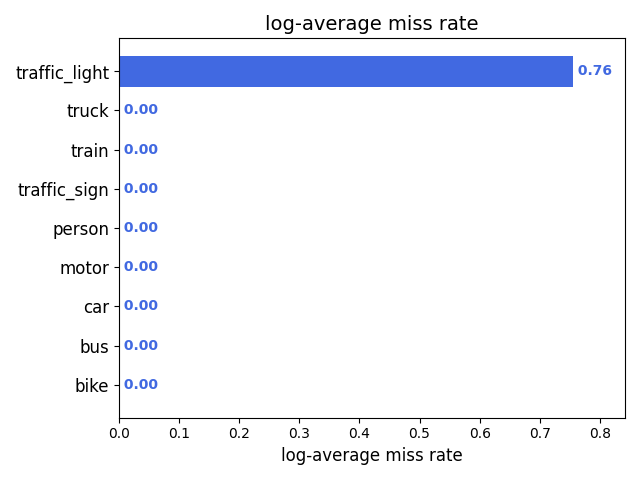 log-average miss rate
traffic_light 0.76
truck 0.00
train 0.00
traffic_sign 0.00
person 0.00
motor 0.00
car 0.00
bus 0.00
bike 0.00
0.0 0.1 0.2 0.3 0.4 0.5 0.6 0.7 0.8
log-average miss rate